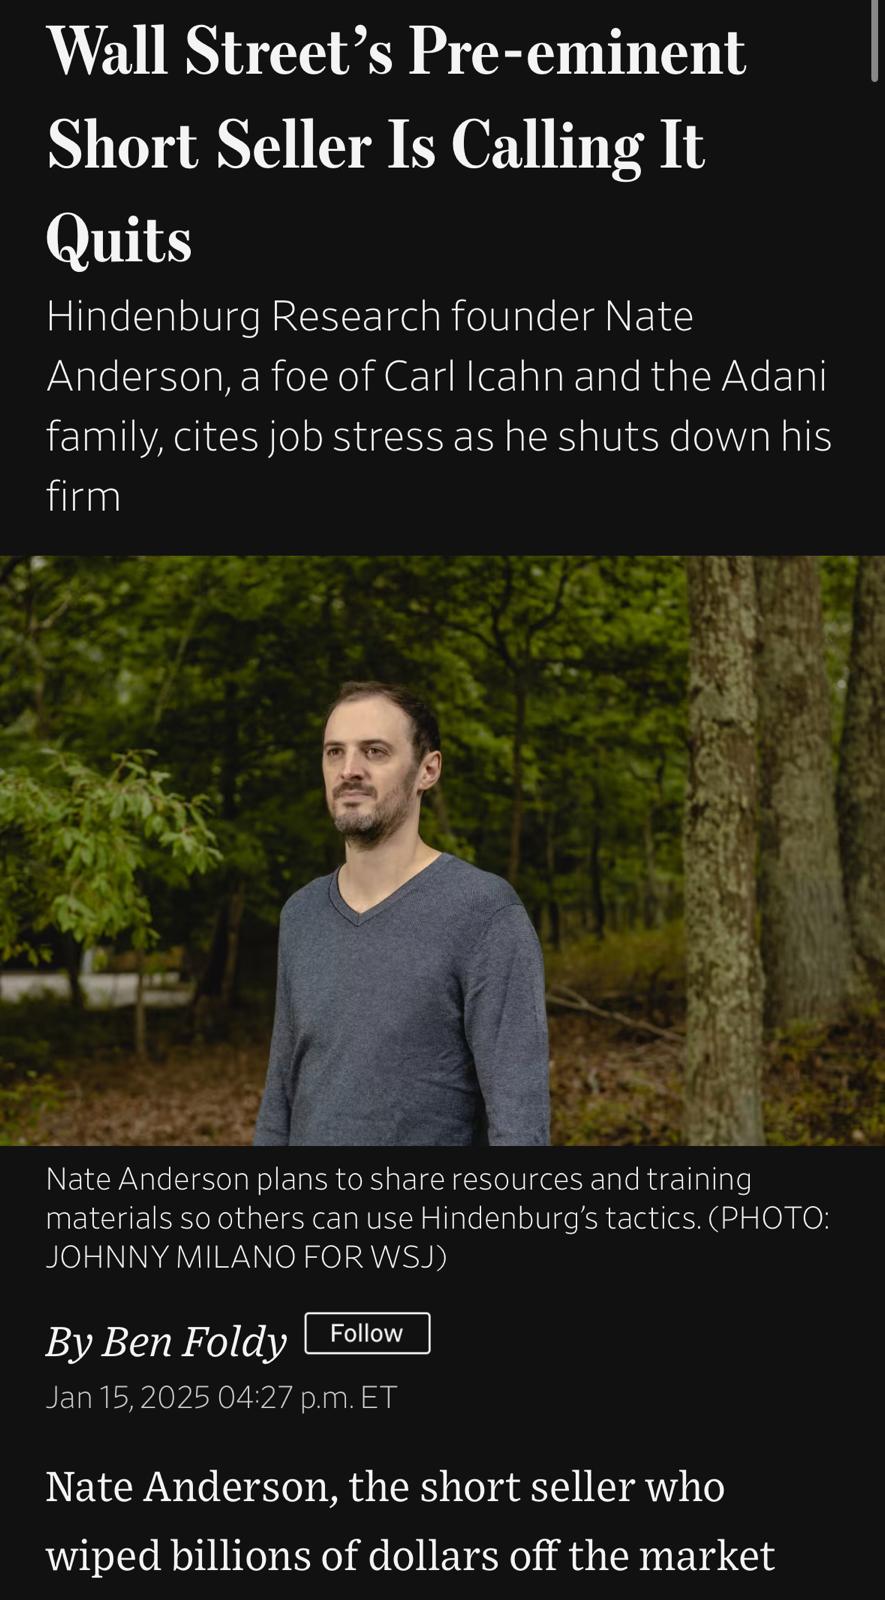 Wall Street’s Pre-eminent
Short Seller Is Calling It
Quits
Hindenburg Research founder Nate
Anderson, a foe of Carl Icahn and the Adani
family, cites job stress as he shuts down his
firm
Nate Anderson plans to share resources and training
materials so others can use Hindenburg’s tactics. (PHOTO:
JOHNNY MILANO FOR WSJ)
By Ben Foldy Follow
Jan 15, 2025 04:27 p.m. ET
Nate Anderson, the short seller who
wiped billions of dollars off the market